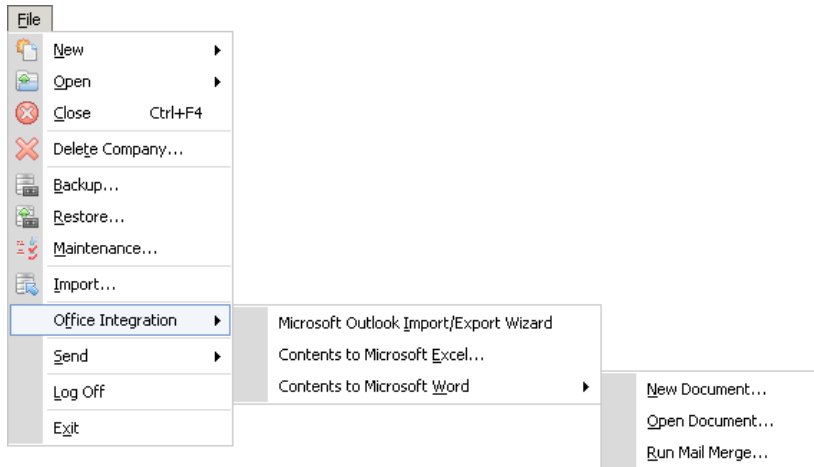 File
New
Open
Close Ctrl+F4
Delete Company...
Backup...
Restore...
Maintenance...
Import...
Office Integration
Microsoft Outlook Import/Export Wizard
Send
Contents to Microsoft Excel...
Log Off
Contents to Microsoft Word
New Document...
Exit
Open Document...
Run Mail Merge...